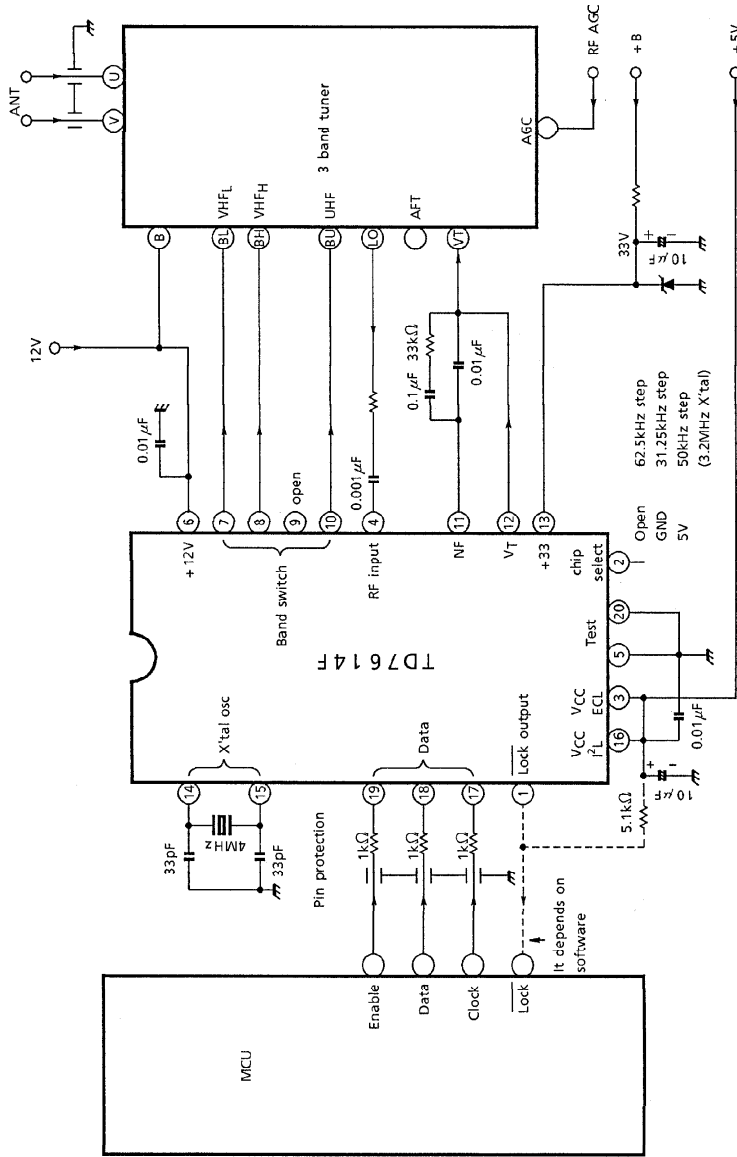 MCU
Enable
Data
Clock
Lock
It depends on
software
Pin protection
33pF
4MHz
33pF
1kΩ
1kΩ
1kΩ
5.1kΩ
10μF
+
-
0.01μF
14
15
19
18
17
1
X'tal osc
Data
Lock output
TD7614F
16
VCC
I²L
3
VCC
ECL
5
Test
20
2
chip
select
Open 62.5kHz step
GND 31.25kHz step
5V 50kHz step
(3.2MHz X'tal)
+12V
Band switch
RF input
NF
VT
+33
6
7
8
9
open
10
4
11
12
13
12V
0.01μF
0.001μF
0.1μF
33kΩ
0.01μF
33V
+
-
10μF
B
BL
VHFL
BH
VHFH
BU
UHF
LO
AFT
VT
3 band tuner
AGC
V
U
ANT
RF AGC
+B
+5V